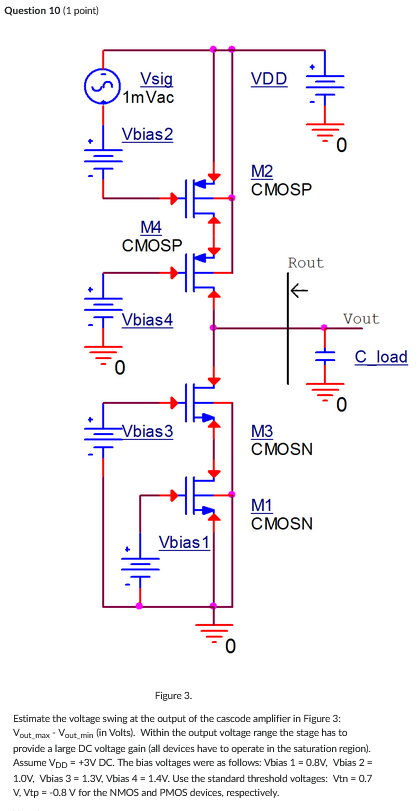 Question 10 (1 point)
Vsig
1mVac
VDD
Vbias2
0
M2
CMOSP
M4
CMOSP
Rout
Vbias4
Vout
0
C_load
0
Vbias3
M3
CMOSN
M1
CMOSN
Vbias1
0
Figure 3.
Estimate the voltage swing at the output of the cascode amplifier in Figure 3:
Vout_max - Vout_min (in Volts). Within the output voltage range the stage has to
provide a large DC voltage gain (all devices have to operate in the saturation region).
Assume VDD = +3V DC. The bias voltages were as follows: Vbias 1 = 0.8V, Vbias 2 =
1.0V, Vbias 3 = 1.3V, Vbias 4 = 1.4V. Use the standard threshold voltages: Vtn = 0.7
V, Vtp = -0.8 V for the NMOS and PMOS devices, respectively.